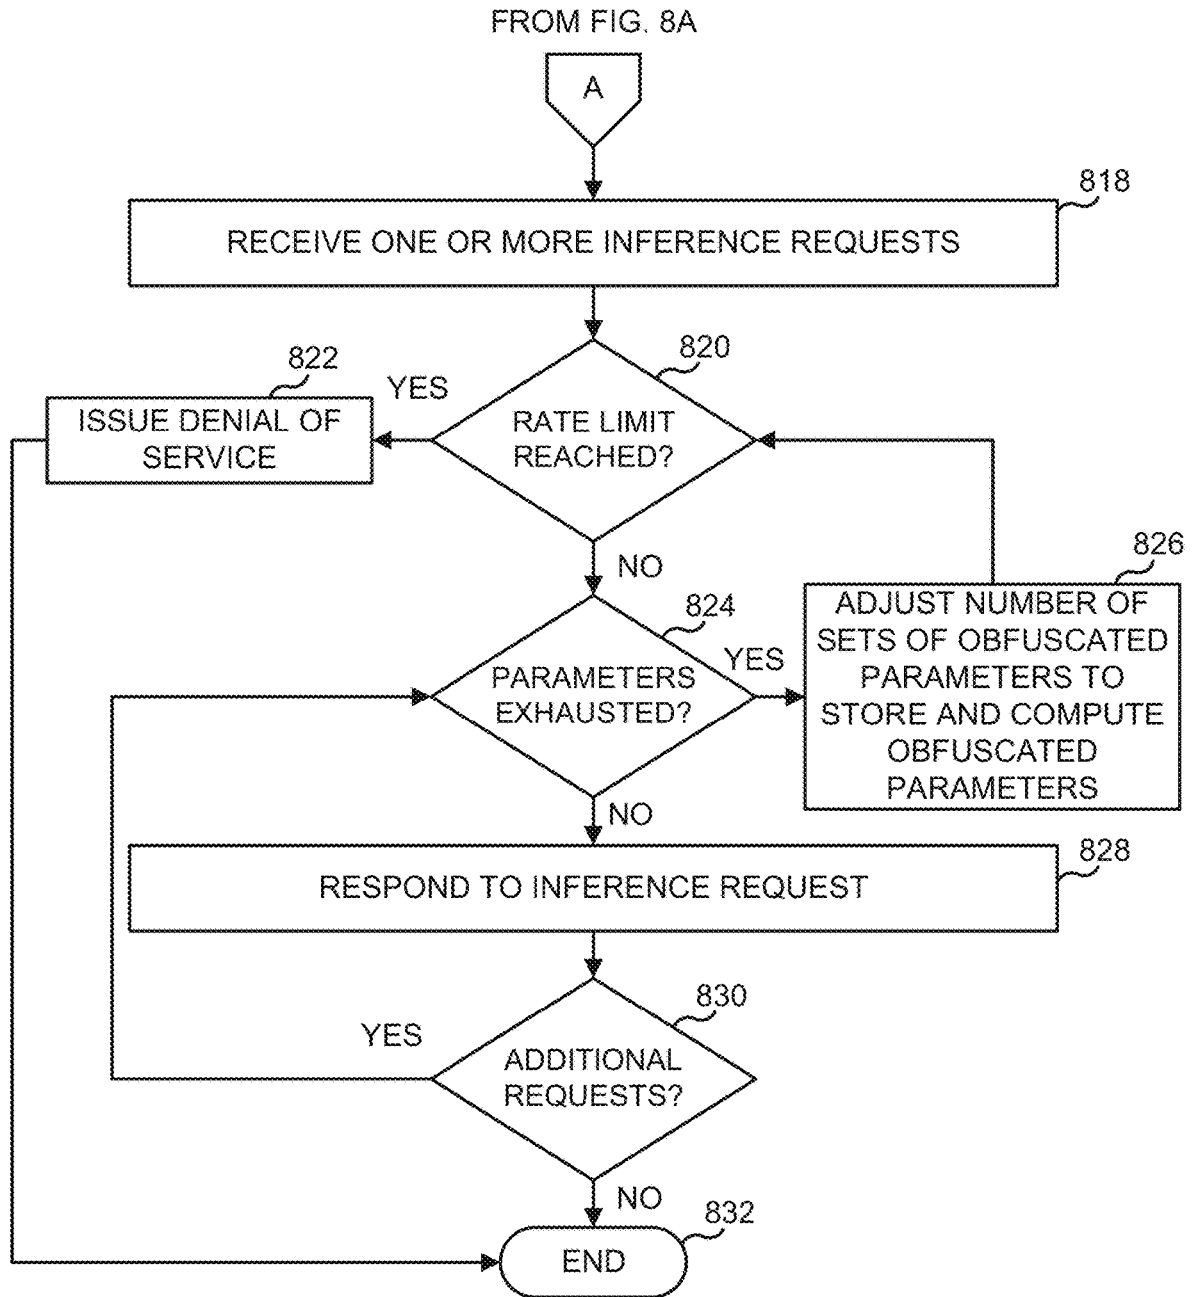 FROM FIG. 8A
A
818
RECEIVE ONE OR MORE INFERENCE REQUESTS
820
822
YES
ISSUE DENIAL OF
SERVICE
RATE LIMIT
REACHED?
NO
826
824
YES
ADJUST NUMBER OF
SETS OF OBFUSCATED
PARAMETERS TO
STORE AND COMPUTE
OBFUSCATED
PARAMETERS
PARAMETERS
EXHAUSTED?
NO
828
RESPOND TO INFERENCE REQUEST
830
YES
ADDITIONAL
REQUESTS?
NO
832
END